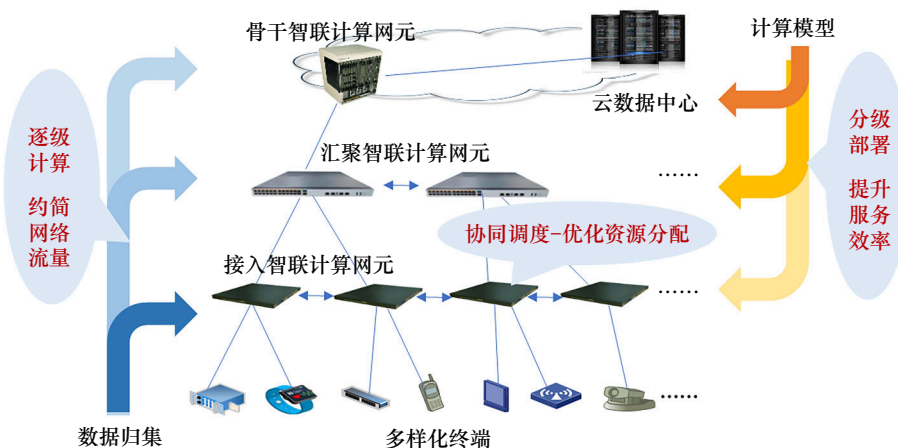 骨干智联计算网元
计算模型
云数据中心
逐级
计算
约简
网络
流量
分级
部署
提升
服务
效率
汇聚智联计算网元
······
协同调度-优化资源分配
接入智联计算网元
······
······
数据归集
多样化终端